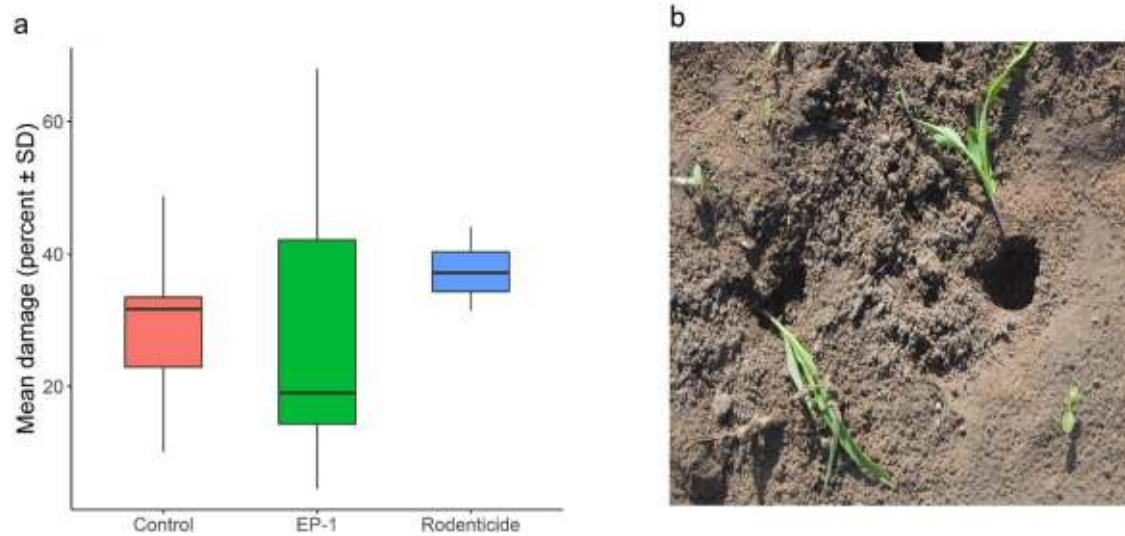 a
b
Mean damage (percent ± SD)
60
40
20
Control EP-1 Rodenticide